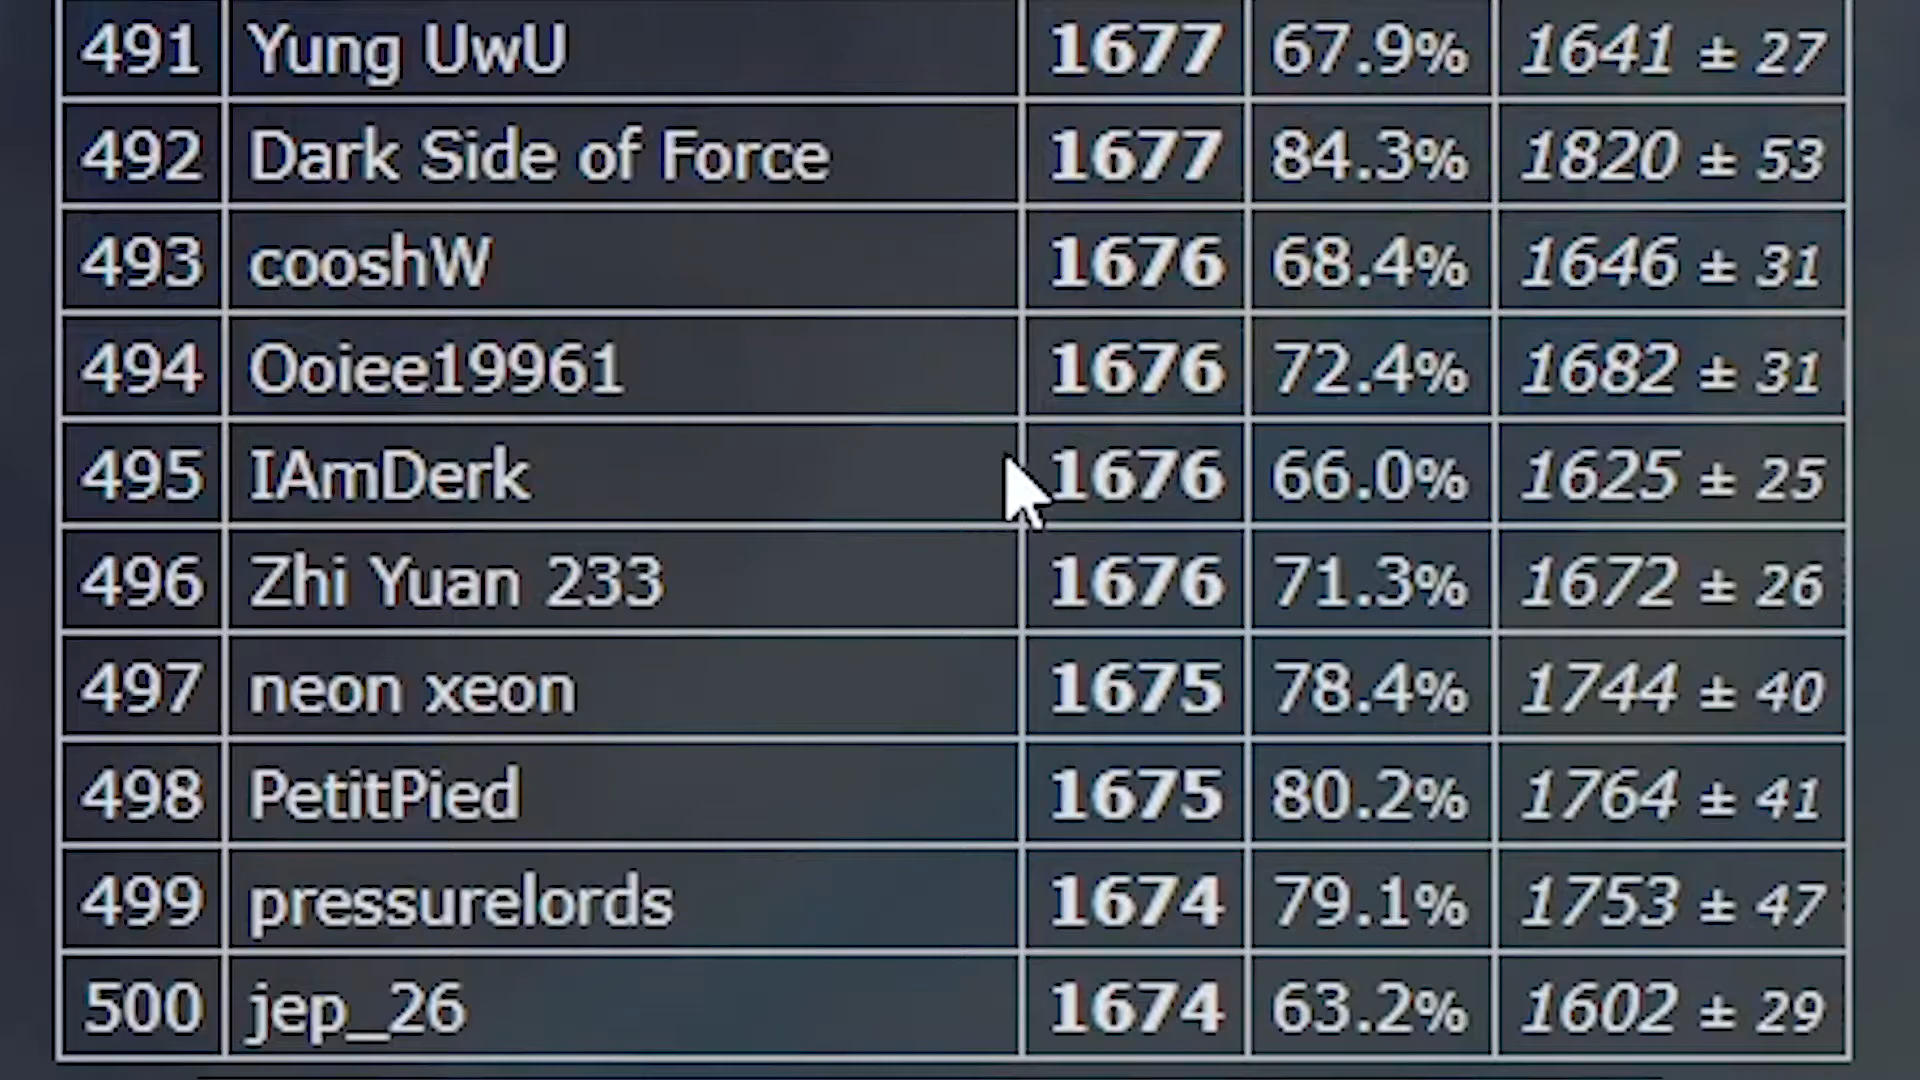 491 Yung UwU 1677 67.9% 1641 ± 27
492 Dark Side of Force 1677 84.3% 1820 ± 53
493 cooshW 1676 68.4% 1646 ± 31
494 Ooiee19961 1676 72.4% 1682 ± 31
495 IAmDerk 1676 66.0% 1625 ± 25
496 Zhi Yuan 233 1676 71.3% 1672 ± 26
497 neon xeon 1675 78.4% 1744 ± 40
498 PetitPied 1675 80.2% 1764 ± 41
499 pressurelords 1674 79.1% 1753 ± 47
500 jep_26 1674 63.2% 1602 ± 29